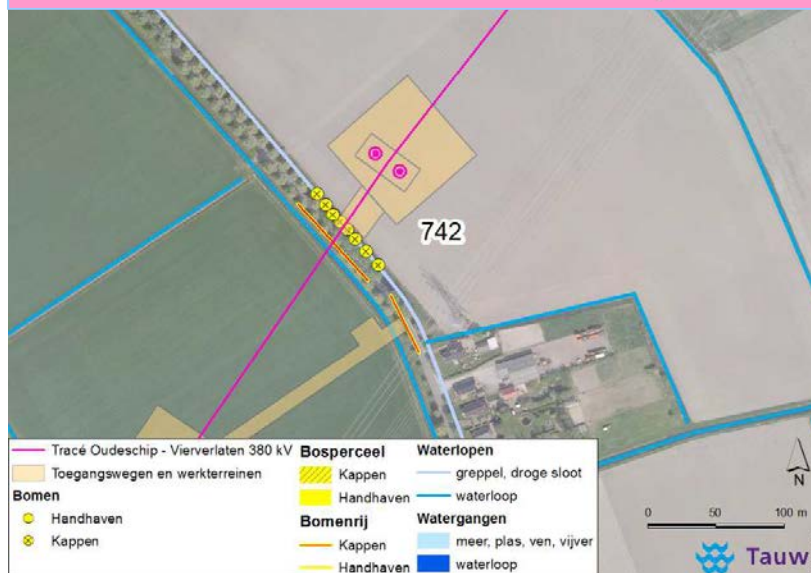 742
Tracé Oudeschip - Vierverlaten 380 kV
Toegangswegen en werkterreinen
Bomen
Handhaven
Kappen
Bosperceel
Kappen
Handhaven
Bomenrij
Kappen
Handhaven
Waterlopen
greppel, droge sloot
waterloop
Watergangen
meer, plas, ven, vijver
waterloop
N
0 50 100 m
Tauw